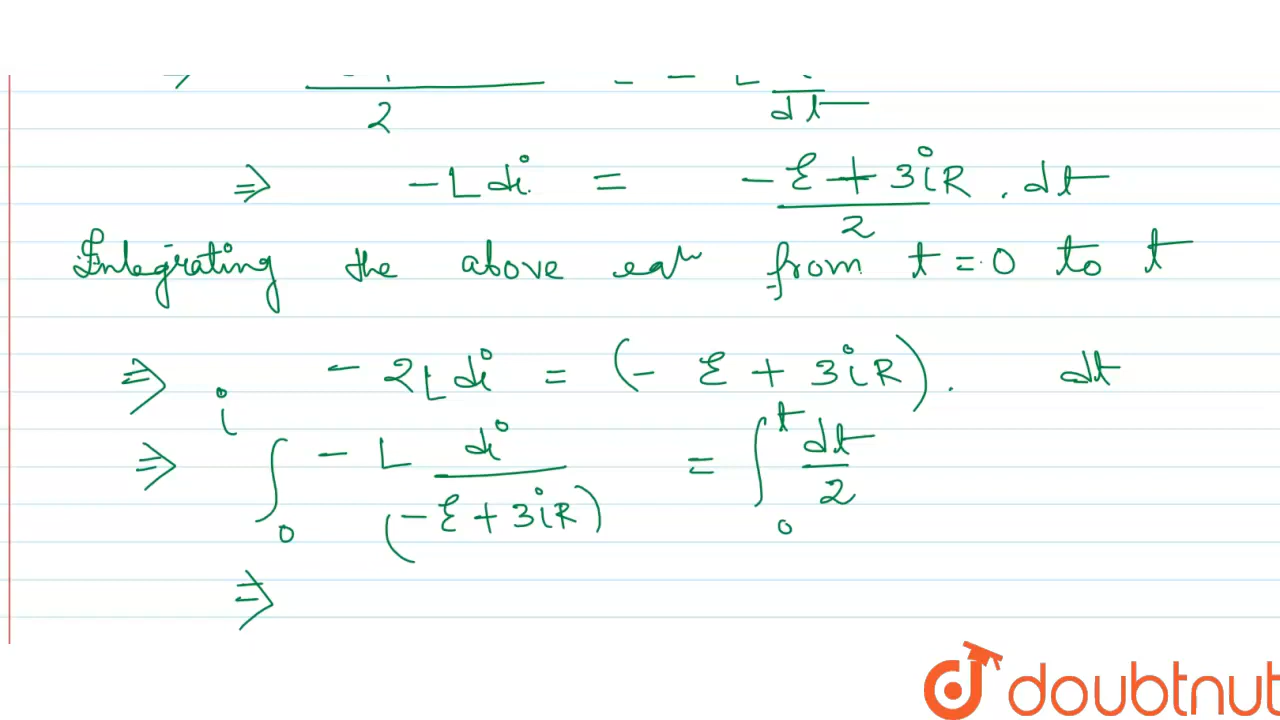 2 dt
⇒ -L di = -ℰ + 3iR . dt
2
Integrating the above eqn from t = 0 to t
⇒ - 2L di = (- ℰ + 3iR). dt
⇒ ∫₀ⁱ - L di/(-ℰ + 3iR) = ∫₀ᵗ dt/2
⇒
doubtnut